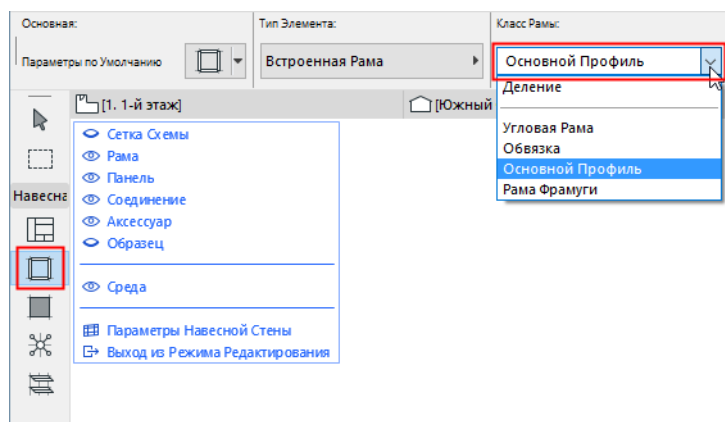 Основная:
Тип Элемента:
Класс Рамы:
Параметры по Умолчанию
Встроенная Рама
Основной Профиль
Деление
Угловая Рама
Обвязка
Основной Профиль
Рама Фрамуги
[1. 1-й этаж]
[Южный
Навесна
Сетка Схемы
Рама
Панель
Соединение
Аксессуар
Образец
Среда
Параметры Навесной Стены
Выход из Режима Редактирования